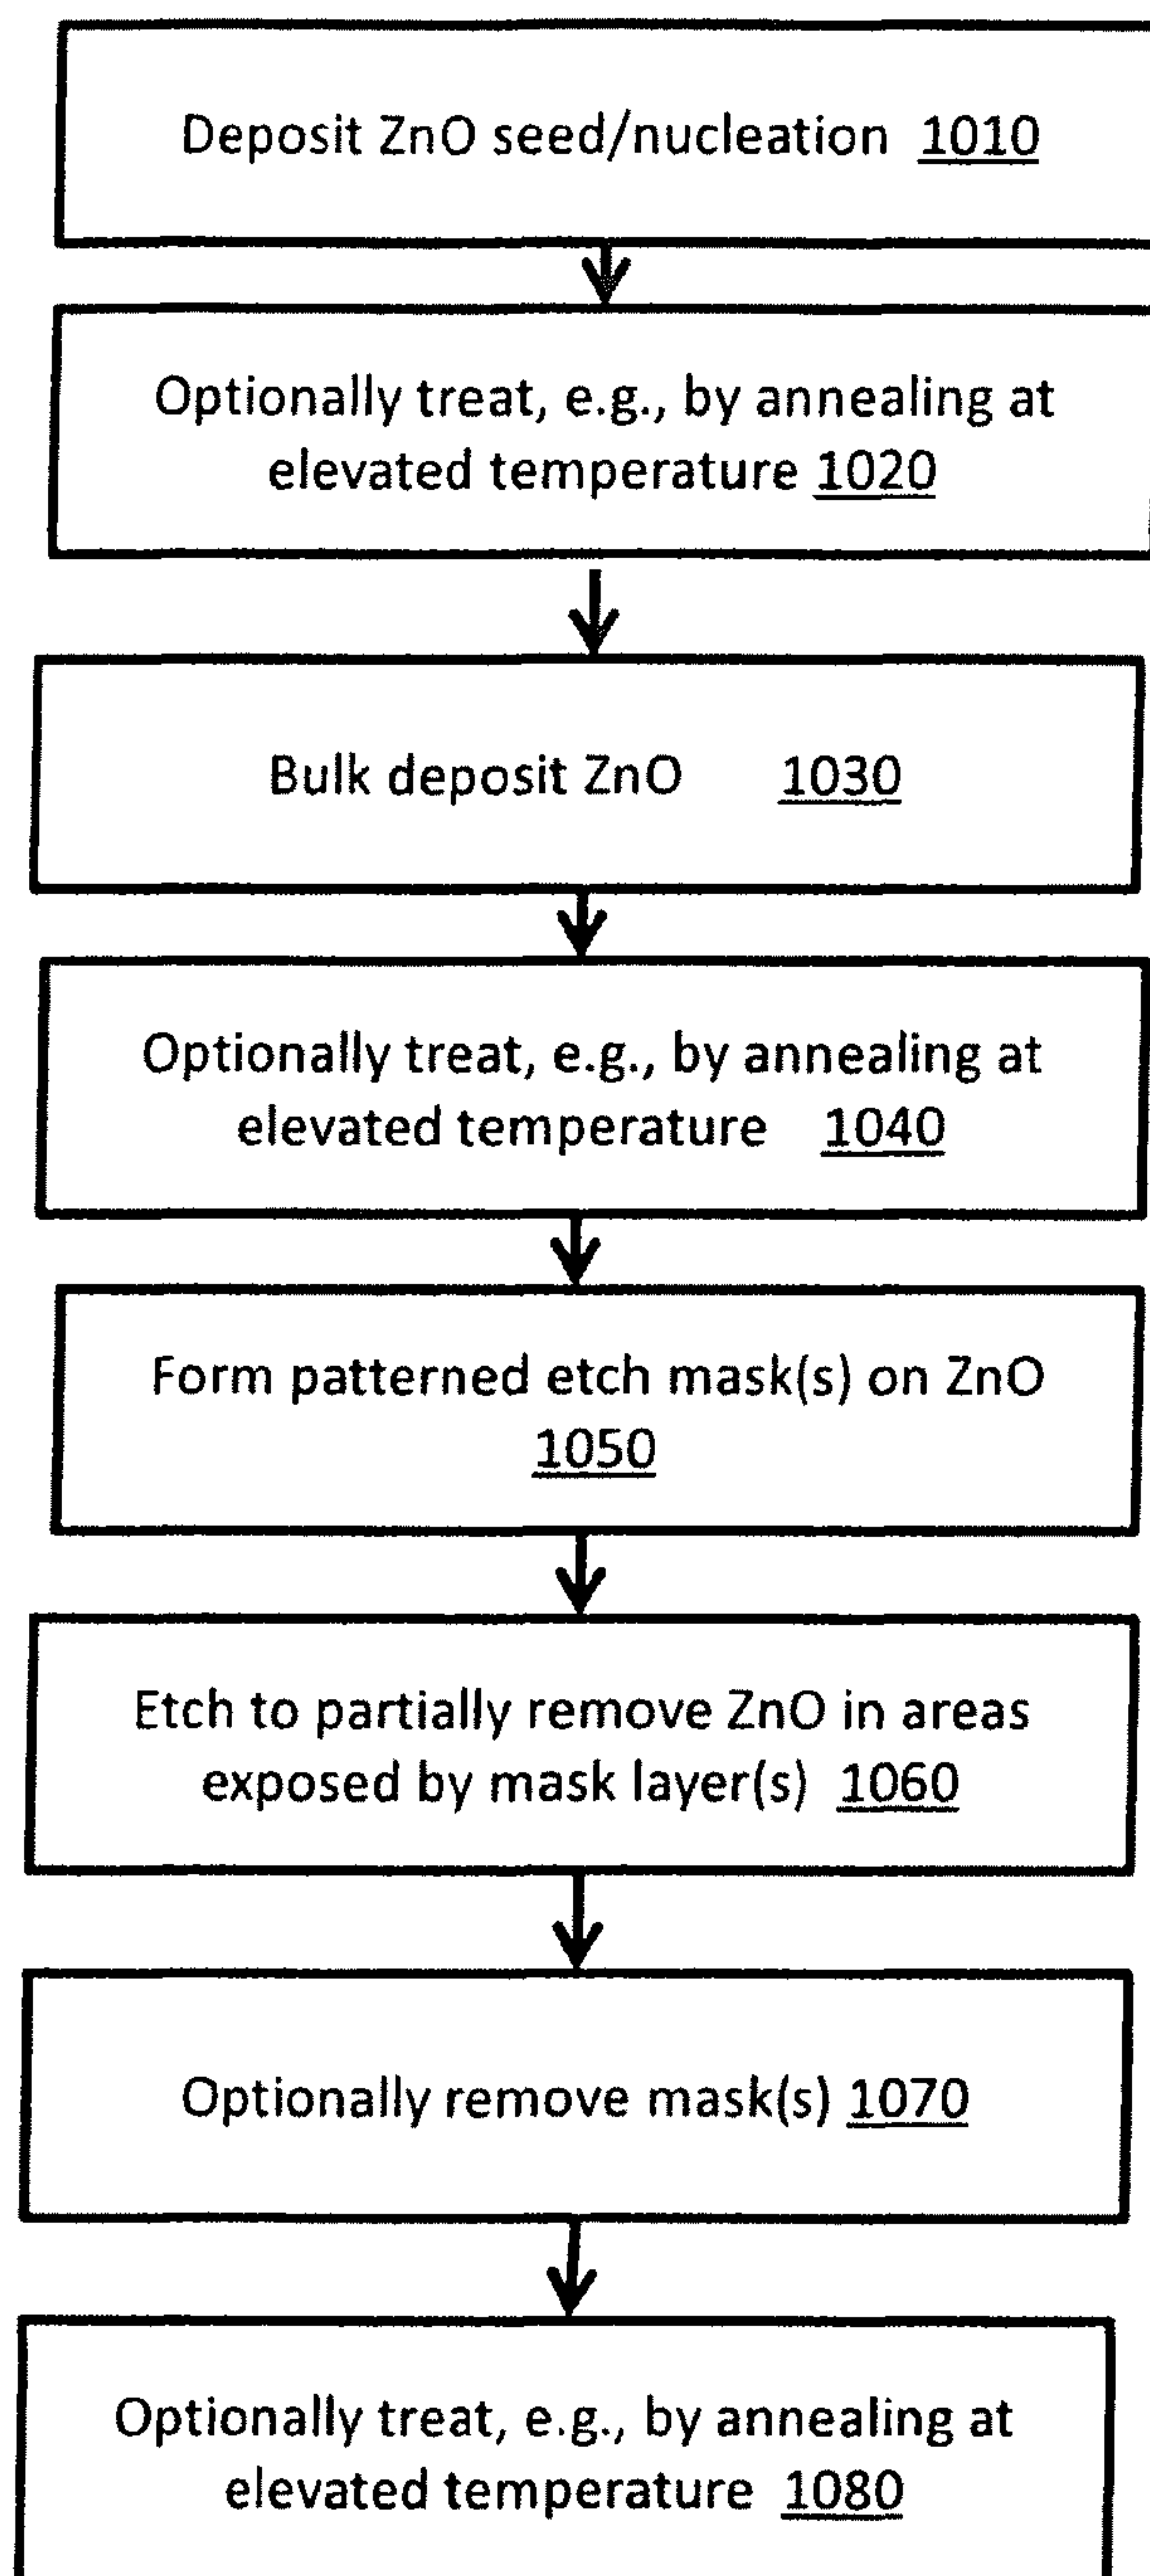 Deposit ZnO seed/nucleation 1010
Optionally treat, e.g., by annealing at
elevated temperature 1020
Bulk deposit ZnO 1030
Optionally treat, e.g., by annealing at
elevated temperature 1040
Form patterned etch mask(s) on ZnO
1050
Etch to partially remove ZnO in areas
exposed by mask layer(s) 1060
Optionally remove mask(s) 1070
Optionally treat, e.g., by annealing at
elevated temperature 1080